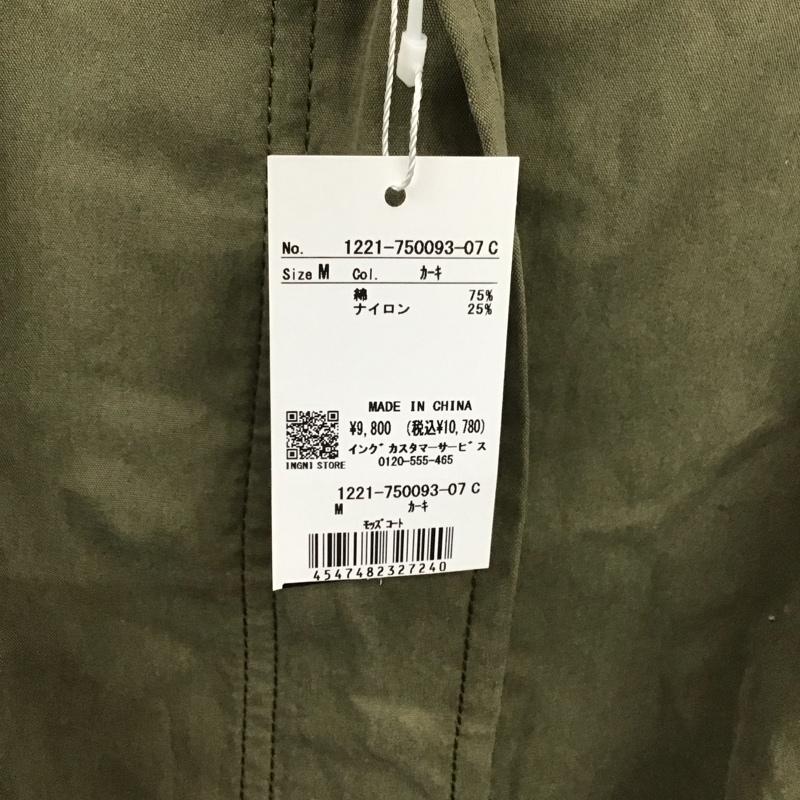 No. 1221-750093-07 C
Size M Col. ｶｰｷ
綿 75%
ナイロン 25%
MADE IN CHINA
¥9,800 (税込¥10,780)
イングﾞカスタマーサービﾞス
0120-555-465
INGNI STORE
1221-750093-07 C
M ｶｰｷ
ﾓｯｽﾞｺｰﾄ
4547482327240